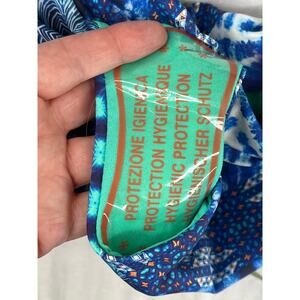 PROTEZIONE IGIENICA
PROTECTION HYGIENIQUE
HYGIENIC PROTECTION
HYGIENISCHER SCHUTZ